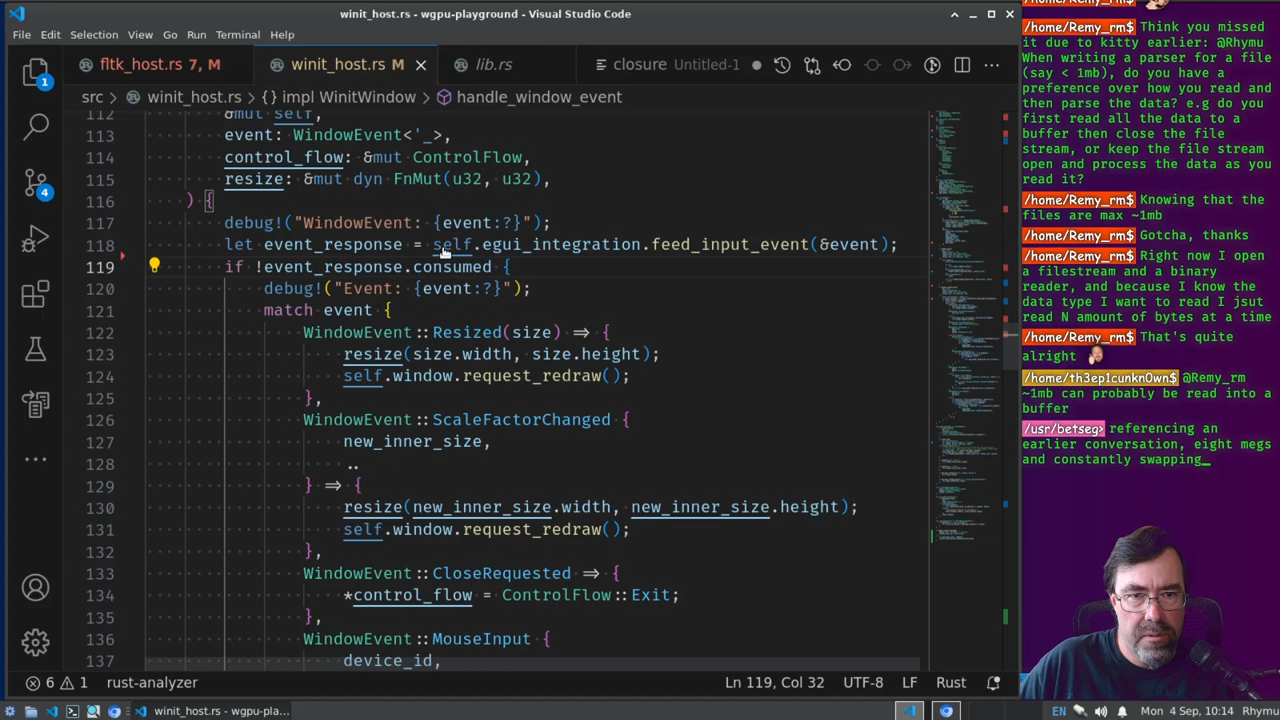 winit_host.rs - wgpu-playground - Visual Studio Code
File Edit Selection View Go Run Terminal Help
fltk_host.rs 7, M winit_host.rs M lib.rs closure Untitled-1
src winit_host.rs {} impl WinitWindow handle_window_event
112 &mut self,
113 event: WindowEvent<'_>,
114 control_flow: &mut ControlFlow,
115 resize: &mut dyn FnMut(u32, u32),
116 ) {
117 debug!("WindowEvent: {event:?}");
118 let event_response = self.egui_integration.feed_input_event(&event);
119 if event_response.consumed {
120 debug!("Event: {event:?}");
121 match event {
122 WindowEvent::Resized(size) => {
123 resize(size.width, size.height);
124 self.window.request_redraw();
125 },
126 WindowEvent::ScaleFactorChanged {
127 new_inner_size,
128 ..
129 } => {
130 resize(new_inner_size.width, new_inner_size.height);
131 self.window.request_redraw();
132 },
133 WindowEvent::CloseRequested => {
134 *control_flow = ControlFlow::Exit;
135 },
136 WindowEvent::MouseInput {
137 device_id,
1
4
6 1 rust-analyzer Ln 119, Col 32 UTF-8 LF Rust
winit_host.rs - wgpu-pla... EN Mon 4 Sep, 10:14 Rhymu
/home/Remy_rm$ Think you missed
it due to kitty earlier: @Rhymu
When writing a parser for a file
(say < 1mb), do you have a
preference over how you read and
then parse the data? e.g do you
first read all the data to a
buffer then close the file
stream, or keep the file stream
open and process the data as you
read it?
/home/Remy_rm$ Knowing that the
files are max ~1mb
/home/Remy_rm$ Gotcha, thanks
/home/Remy_rm$ Right now I open
a filestream and a binary
reader, and because I know the
data type I want to read I jsut
read N amount of bytes at a time
/home/Remy_rm$ That's quite
alright
/home/th3ep1cunkn0wn$ @Remy_rm
~1mb can probably be read into a
buffer
/usr/betseg> referencing an
earlier conversation, eight megs
and constantly swapping_